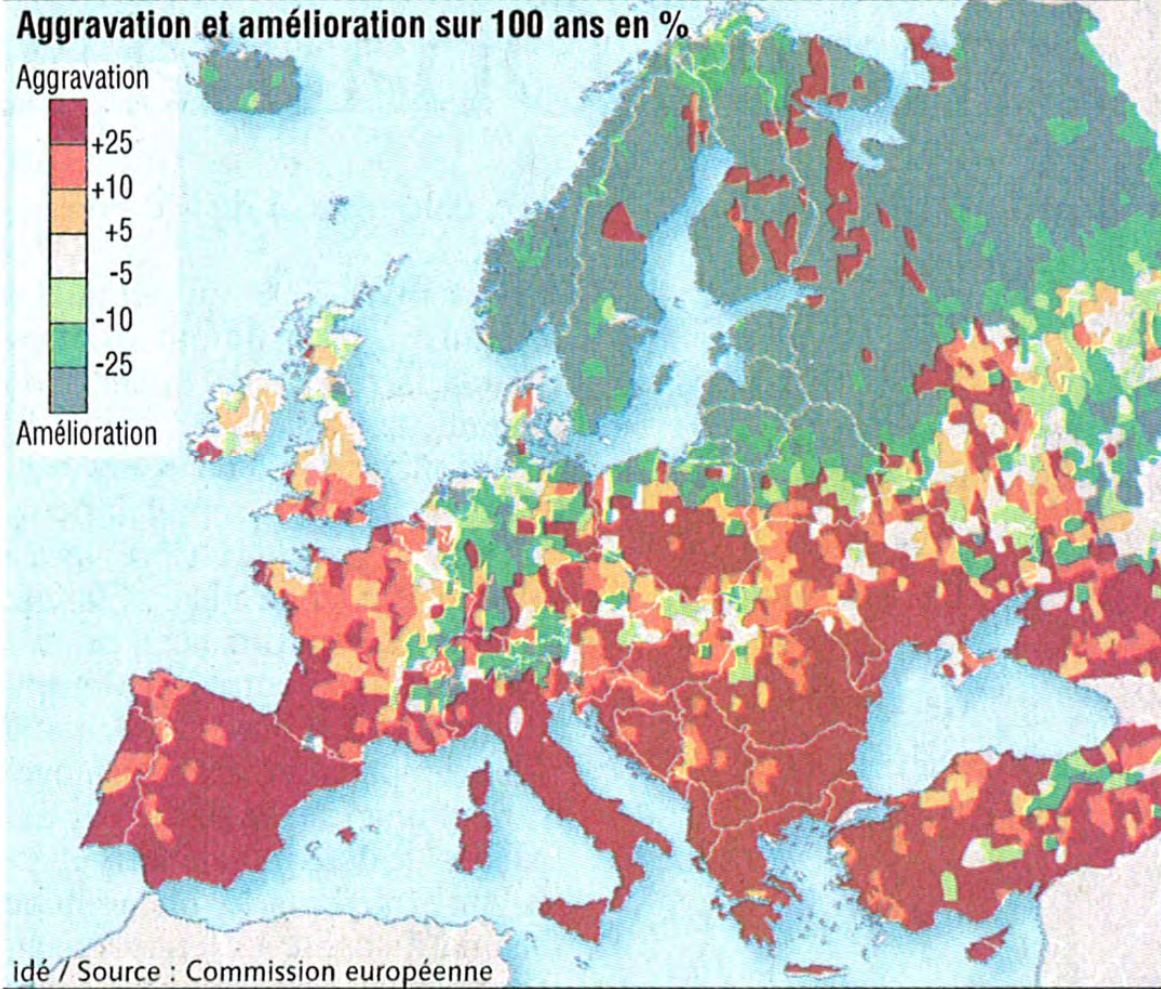 Aggravation et amélioration sur 100 ans en %
Aggravation
+25
+10
+5
-5
-10
-25
Amélioration
idé / Source : Commission européenne